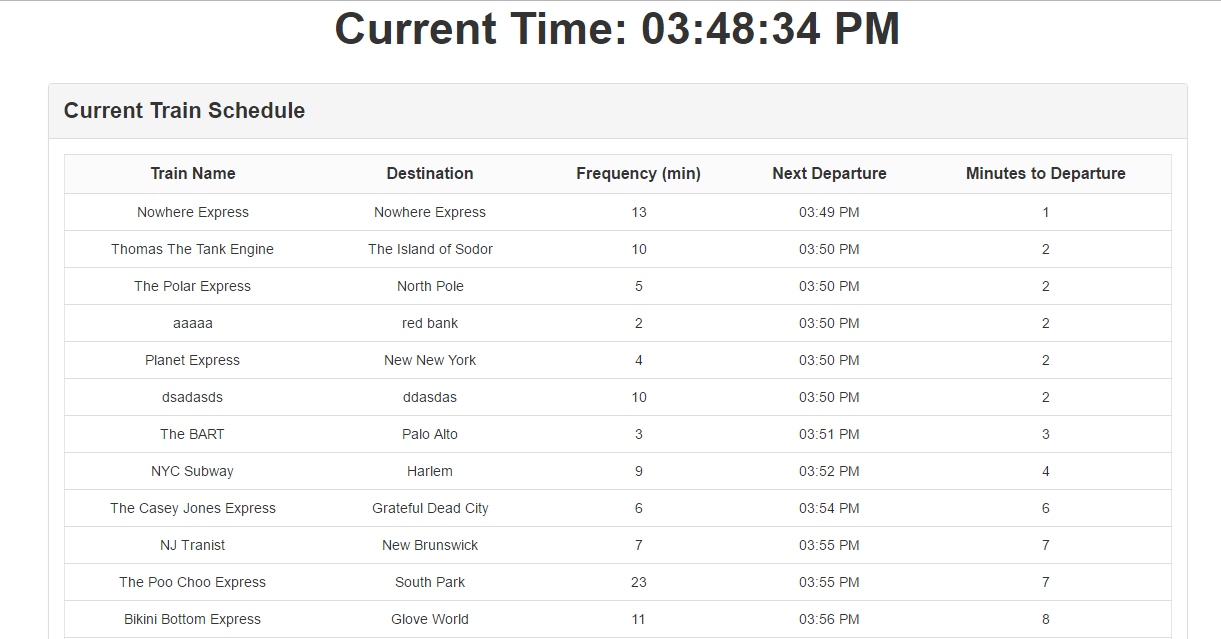 Current Time: 03:48:34 PM
Current Train Schedule
Train Name Destination Frequency (min) Next Departure Minutes to Departure
Nowhere Express Nowhere Express 13 03:49 PM 1
Thomas The Tank Engine The Island of Sodor 10 03:50 PM 2
The Polar Express North Pole 5 03:50 PM 2
aaaaa red bank 2 03:50 PM 2
Planet Express New New York 4 03:50 PM 2
dsadasds ddasdas 10 03:50 PM 2
The BART Palo Alto 3 03:51 PM 3
NYC Subway Harlem 9 03:52 PM 4
The Casey Jones Express Grateful Dead City 6 03:54 PM 6
NJ Tranist New Brunswick 7 03:55 PM 7
The Poo Choo Express South Park 23 03:55 PM 7
Bikini Bottom Express Glove World 11 03:56 PM 8